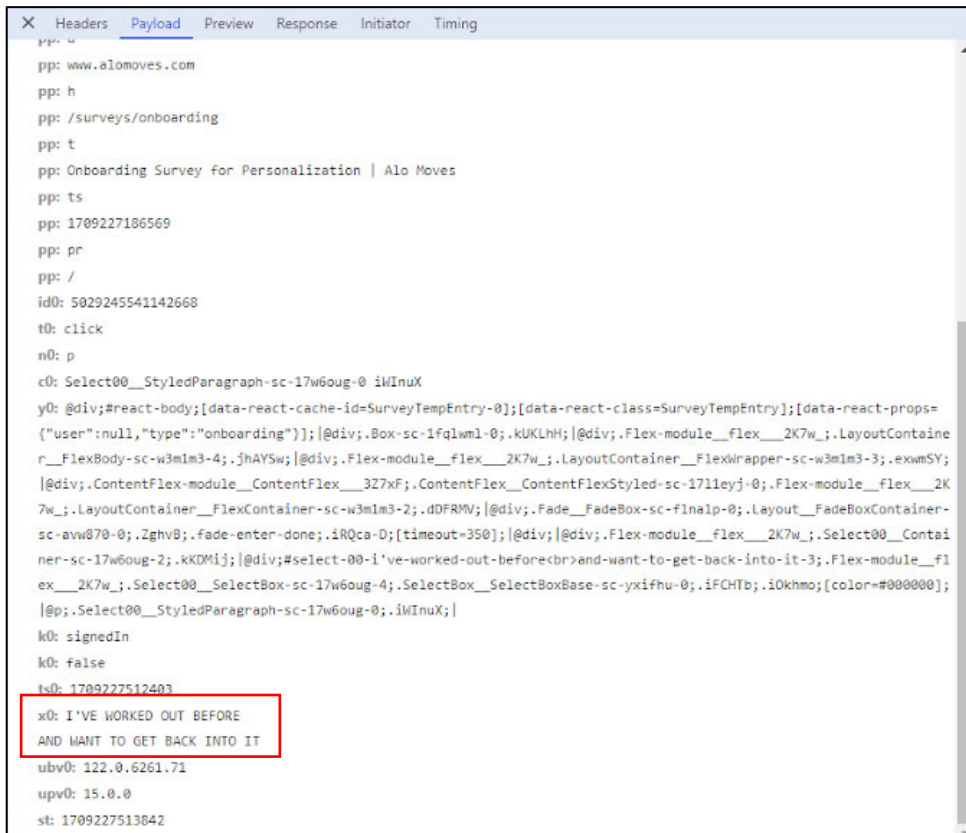 Headers Payload Preview Response Initiator Timing
pp: www.alomoves.com
pp: h
pp: /surveys/onboarding
pp: t
pp: Onboarding Survey for Personalization | Alo Moves
pp: ts
pp: 1709227186569
pp: pr
pp: /
id0: 5029245541142668
t0: click
n0: p
c0: Select00__StyledParagraph-sc-17w6oug-0 iWInuX
y0: @div;#react-body;[data-react-cache-id=SurveyTempEntry-0];[data-react-class=SurveyTempEntry];[data-react-props=
{"user":null,"type":"onboarding"}];|@div;.Box-sc-1fqlwml-0;.kUKLhH;|@div;.Flex-module__flex___2K7w_;.LayoutContaine
r__FlexBody-sc-w3m1m3-4;.jhAYSw;|@div;.Flex-module__flex___2K7w_;.LayoutContainer__FlexWrapper-sc-w3m1m3-3;.exwmSY;
|@div;.ContentFlex-module__ContentFlex___3Z7xF;.ContentFlex__ContentFlexStyled-sc-17l1eyj-0;.Flex-module__flex___2K
7w_;.LayoutContainer__FlexContainer-sc-w3m1m3-2;.dDFRMV;|@div;.Fade__FadeBox-sc-f1na1p-0;.Layout__FadeBoxContainer-
sc-avw870-0;.ZghvB;.fade-enter-done;.iRQca-D;[timeout=350];|@div;|@div;.Flex-module__flex___2K7w_;.Select00__Contai
ner-sc-17w6oug-2;.kKDMij;|@div;#select-00-i've-worked-out-before<br>and-want-to-get-back-into-it-3;.Flex-module__fl
ex___2K7w_;.Select00__SelectBox-sc-17w6oug-4;.SelectBox__SelectBoxBase-sc-yxifhu-0;.iFCHTb;.iOkhmo;[color=#000000];
|@p;.Select00__StyledParagraph-sc-17w6oug-0;.iWInuX;|
k0: signedIn
k0: false
ts0: 1709227512403
x0: I'VE WORKED OUT BEFORE
AND WANT TO GET BACK INTO IT
ubv0: 122.0.6261.71
upv0: 15.0.0
st: 1709227513842